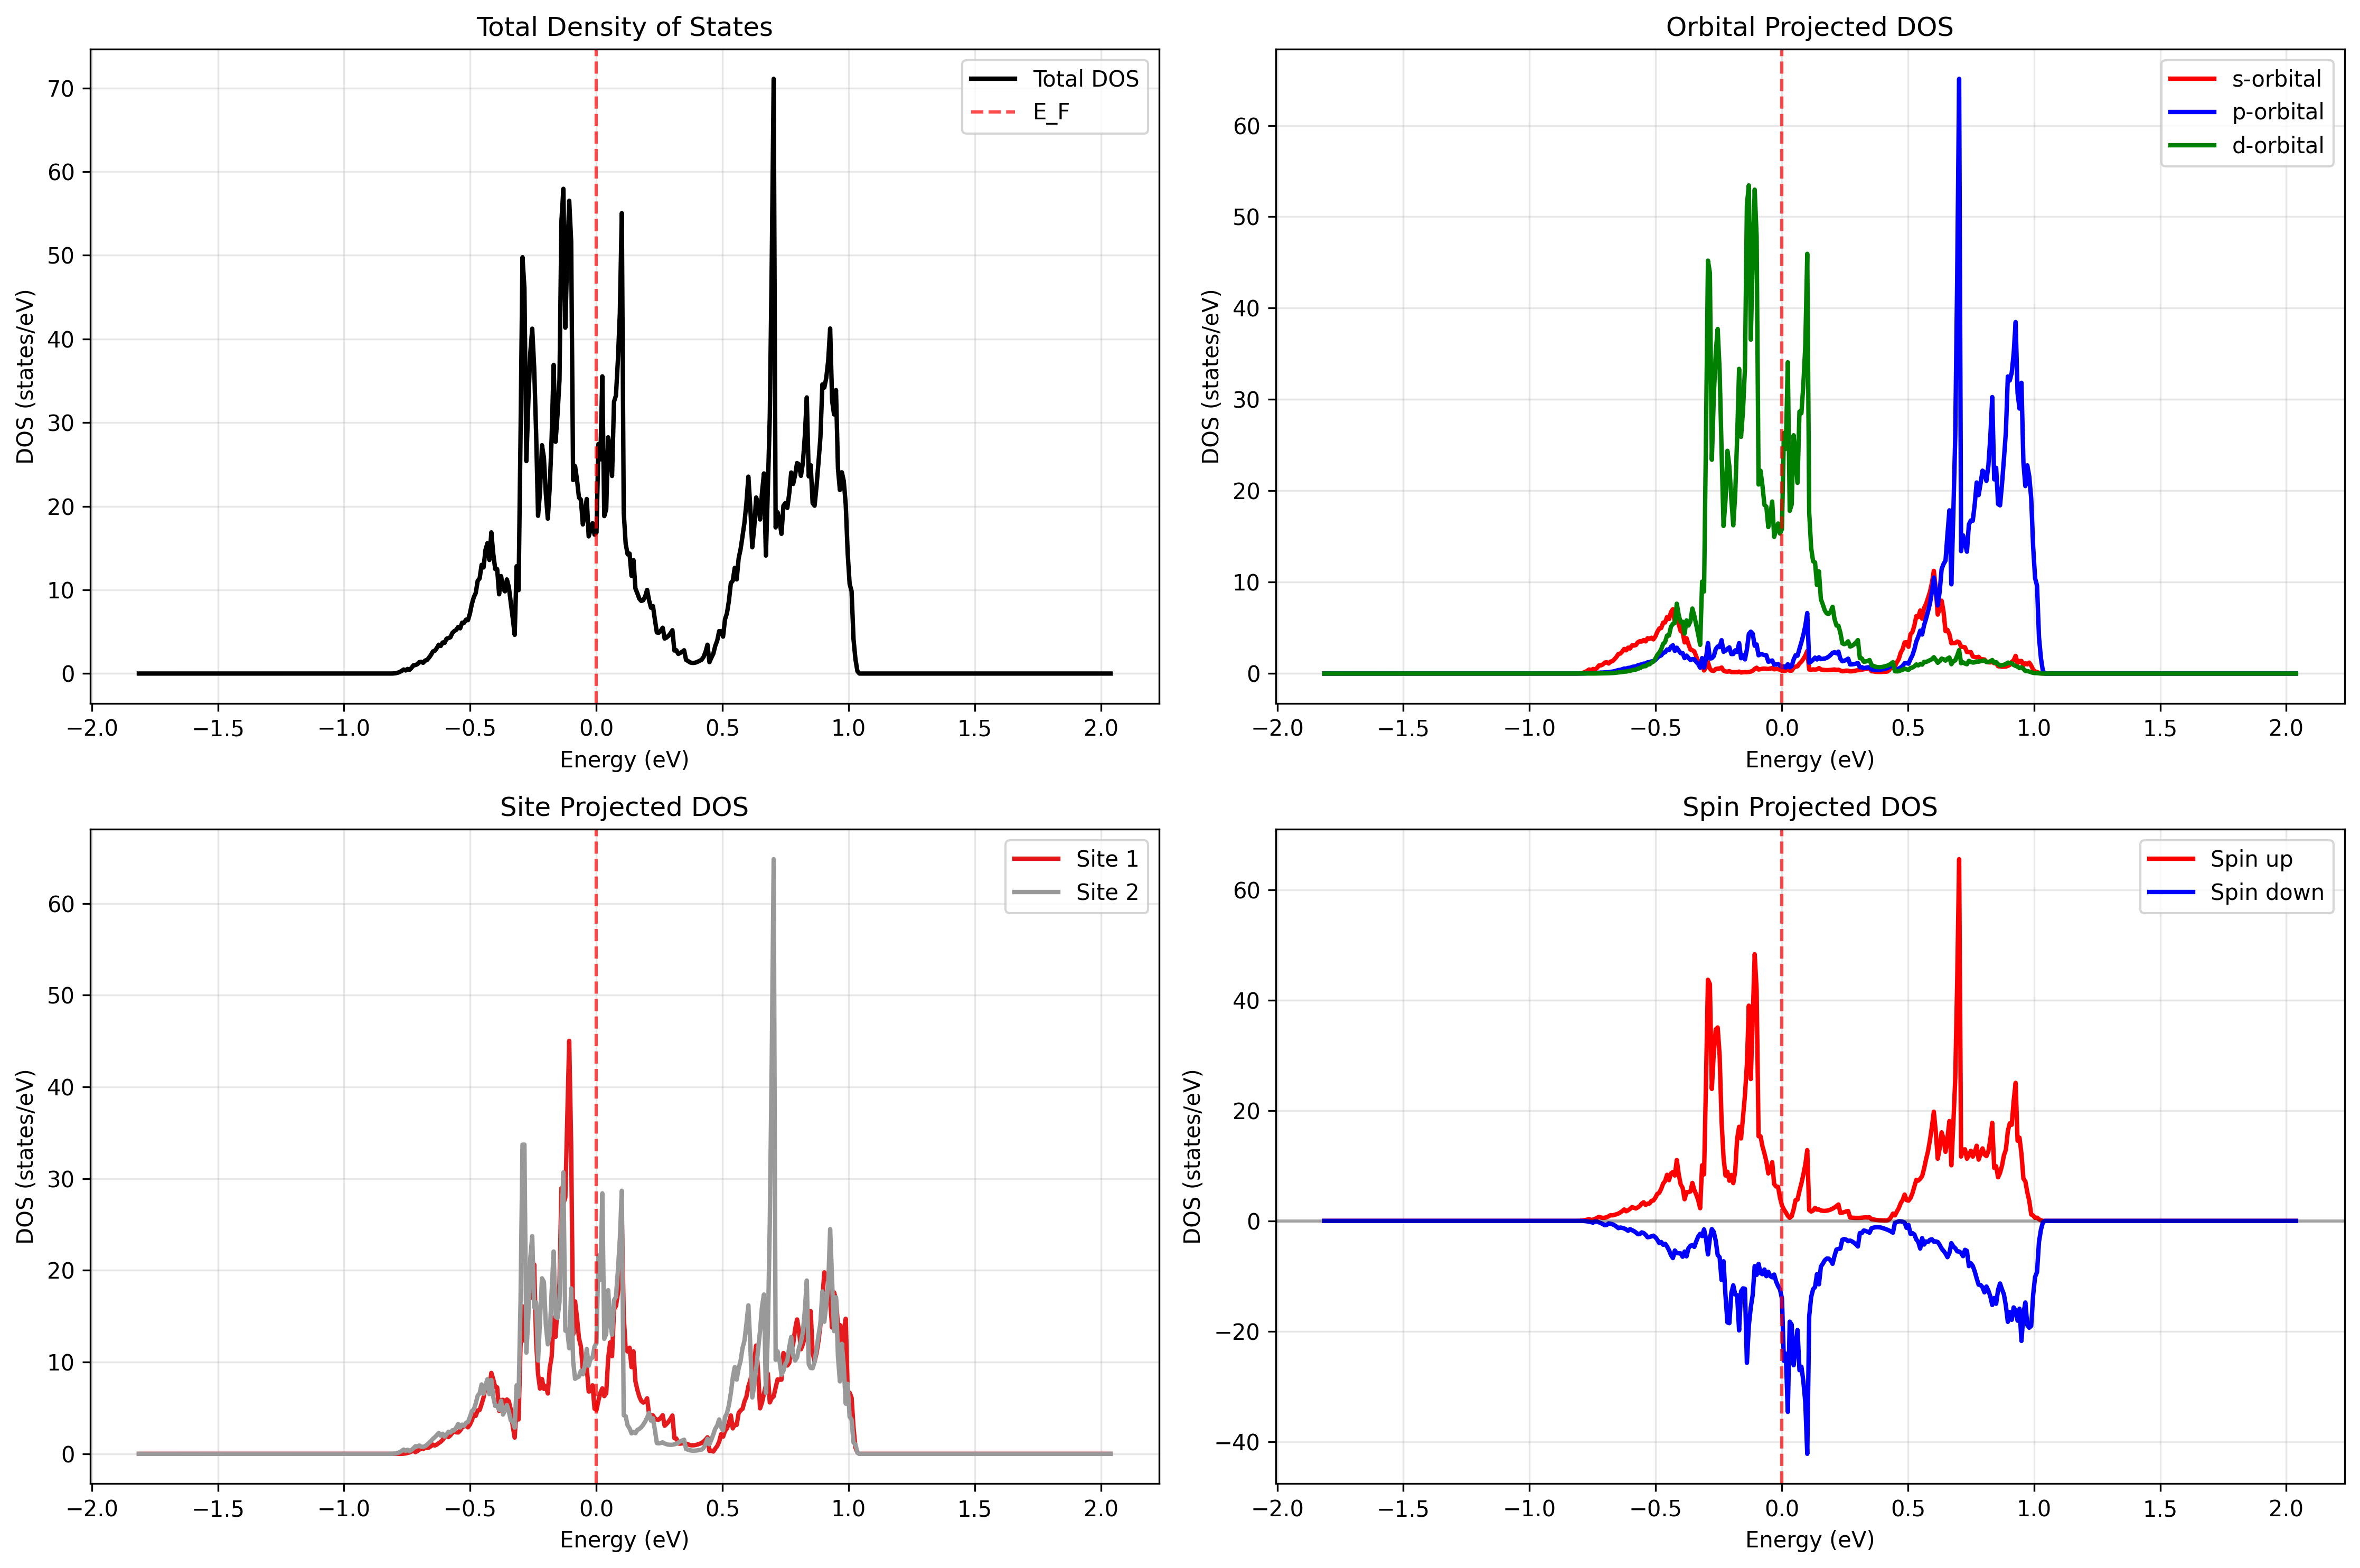 Total Density of States
DOS (states/eV)
70
60
50
40
30
20
10
0
Total DOS
E_F
−2.0 −1.5 −1.0 −0.5 0.0 0.5 1.0 1.5 2.0
Energy (eV)
Orbital Projected DOS
DOS (states/eV)
60
50
40
30
20
10
0
s-orbital
p-orbital
d-orbital
−2.0 −1.5 −1.0 −0.5 0.0 0.5 1.0 1.5 2.0
Energy (eV)
Site Projected DOS
DOS (states/eV)
60
50
40
30
20
10
0
Site 1
Site 2
−2.0 −1.5 −1.0 −0.5 0.0 0.5 1.0 1.5 2.0
Energy (eV)
Spin Projected DOS
DOS (states/eV)
60
40
20
0
−20
−40
Spin up
Spin down
−2.0 −1.5 −1.0 −0.5 0.0 0.5 1.0 1.5 2.0
Energy (eV)